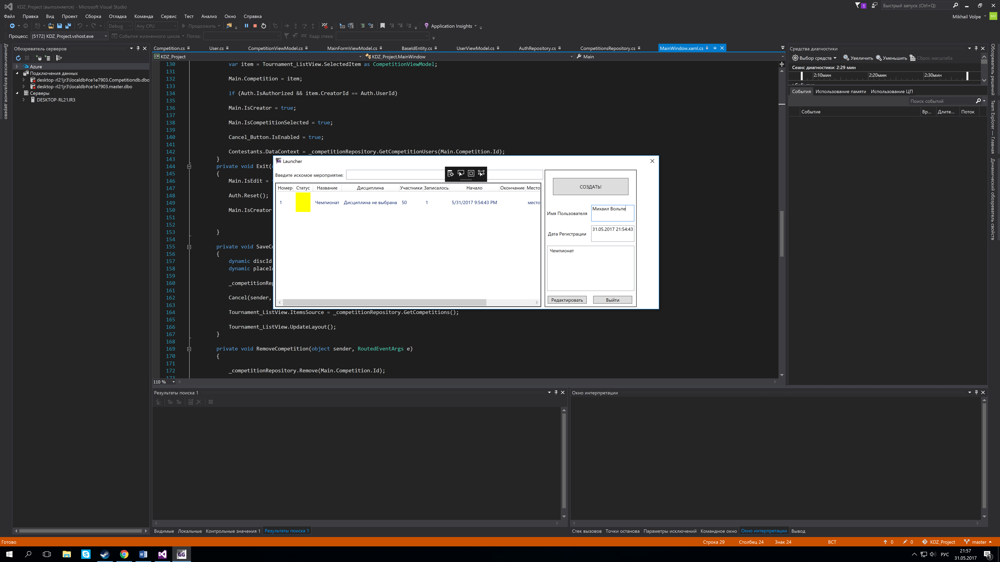 KDZ_Project (выполняется) - Microsoft Visual Studio
1
Быстрый запуск (Ctrl+Q)
Файл Правка Вид Проект Сборка Отладка Команда Сервис Тест Анализ Окно Справка
Mikhail Volpe MV
Debug Any CPU Продолжить Application Insights
Процесс: [5172] KDZ_Project.vshost.exe События жизненного цикла Поток: Кадр стека:
Динамическое визуальное дерево
Обозреватель серверов
Azure
Подключения данных
desktop-rl21jr3\localdb#ce1e7903.Competitiondb.dbo
desktop-rl21jr3\localdb#ce1e7903.master.dbo
Серверы
DESKTOP-RL21JR3
Competition.cs User.cs CompetitionViewModel.cs MainFormViewModel.cs BaseIdEntity.cs UserViewModel.cs AuthRepository.cs CompetitionsRepository.cs MainWindow.xaml.cs
C# KDZ_Project KDZ_Project.MainWindow Main
130 var item = Tournament_ListView.SelectedItem as CompetitionViewModel;
131
132 Main.Competition = item;
133
134 if (Auth.IsAuthorized && item.CreatorId == Auth.UserId)
135
136 Main.IsCreator = true;
137
138 Main.IsCompetitionSelected = true;
139
140 Cancel_Button.IsEnabled = true;
141
142 Contestants.DataContext = _competitionRepository.GetCompetitionUsers(Main.Competition.Id);
143 }
144 private void Exit(
145 {
146 Main.IsEdit =
147
148 Auth.Reset();
149
150 Main.IsCreator
151
152
153 }
154
155 private void SaveCo
156 {
157 dynamic discId
158 dynamic placeId
159
160 _competitionRep
161
162 Cancel(sender,
163
164 Tournament_ListView.ItemsSource = _competitionRepository.GetCompetitions();
165
166 Tournament_ListView.UpdateLayout();
167 }
168
169 private void RemoveCompetition(object sender, RoutedEventArgs e)
170 {
171
172 _competitionRepository.Remove(Main.Competition.Id);
173
110 %
GG Launcher
Введите искомое мероприятие:
Номер Статус Название Дисциплина Участники Записалось Начало Окончание Место
1 Чемпионат Дисциплина не выбрана 50 1 5/31/2017 9:54:43 PM место
СОЗДАТЬ!
Имя Пользователя Михаил Вольпе
Дата Регистрации 31.05.2017 21:54:43
Чемпионат
Редактировать Выйти
Средства диагностики
Выбор средств Увеличить Уменьшить Сброс масштаба
Сеанс диагностики: 2:29 мин
2:10мин 2:20мин 2:30мин
События Использование памяти Использование ЦП
Поиск событий
Событие Вр... Длите... Поток
Обозреватель решений
Team Explorer — Главная
Динамический обозреватель свойств
Результаты поиска 1
Окно интерпретации
Видимые Локальные Контрольные значения 1 Результаты поиска 1
Стек вызовов Точки останова Параметры исключений Командное окно Окно интерпретации Вывод
Готово Строка 29 Столбец 24 Знак 24 ВСТ 0 0 KDZ_Project master
GG
РУС
21:57
31.05.2017
1